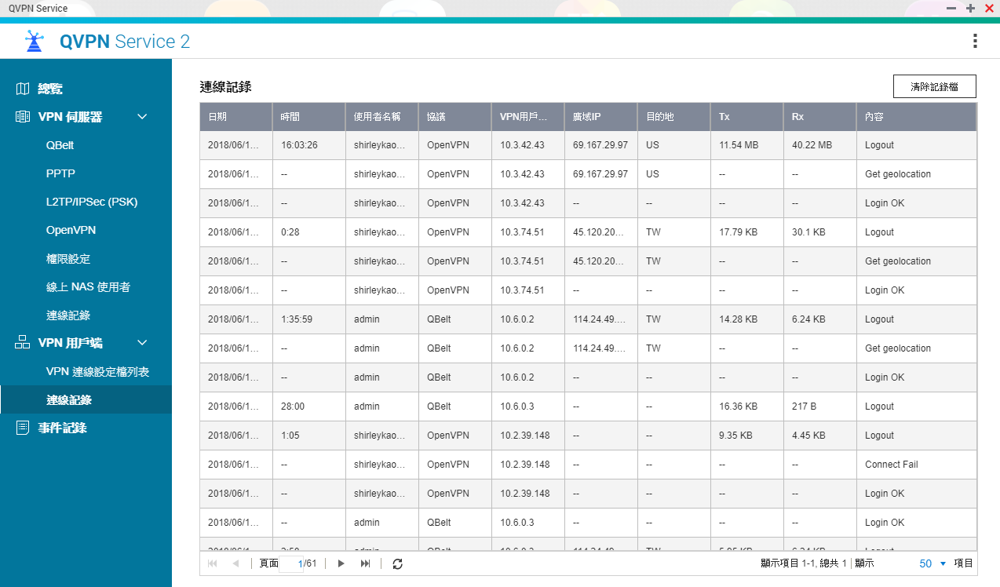 QVPN Service
QVPN Service 2
總覽
VPN 伺服器
QBelt
PPTP
L2TP/IPSec (PSK)
OpenVPN
權限設定
線上 NAS 使用者
連線記錄
VPN 用戶端
VPN 連線設定檔列表
連線記錄
事件記錄
連線記錄
清除記錄檔
日期 時間 使用者名稱 協議 VPN用戶... 廣域IP 目的地 Tx Rx 內容
2018/06/1... 16:03:26 shirleykao... OpenVPN 10.3.42.43 69.167.29.97 US 11.54 MB 40.22 MB Logout
2018/06/1... -- shirleykao... OpenVPN 10.3.42.43 69.167.29.97 US -- -- Get geolocation
2018/06/1... -- shirleykao... OpenVPN 10.3.42.43 -- -- -- -- Login OK
2018/06/1... 0:28 shirleykao... OpenVPN 10.3.74.51 45.120.20... TW 17.79 KB 30.1 KB Logout
2018/06/1... -- shirleykao... OpenVPN 10.3.74.51 45.120.20... TW -- -- Get geolocation
2018/06/1... -- shirleykao... OpenVPN 10.3.74.51 -- -- -- -- Login OK
2018/06/1... 1:35:59 admin QBelt 10.6.0.2 114.24.49.... TW 14.28 KB 6.24 KB Logout
2018/06/1... -- admin QBelt 10.6.0.2 114.24.49.... TW -- -- Get geolocation
2018/06/1... -- admin QBelt 10.6.0.2 -- -- -- -- Login OK
2018/06/1... 28:00 admin QBelt 10.6.0.3 -- -- 16.36 KB 217 B Logout
2018/06/1... 1:05 shirleykao... OpenVPN 10.2.39.148 -- -- 9.35 KB 4.45 KB Logout
2018/06/1... -- shirleykao... OpenVPN 10.2.39.148 -- -- -- -- Connect Fail
2018/06/1... -- shirleykao... OpenVPN 10.2.39.148 -- -- -- -- Login OK
2018/06/1... -- admin QBelt 10.6.0.3 -- -- -- -- Login OK
頁面 1/61 顯示項目 1-1, 總共 1 顯示 50 項目